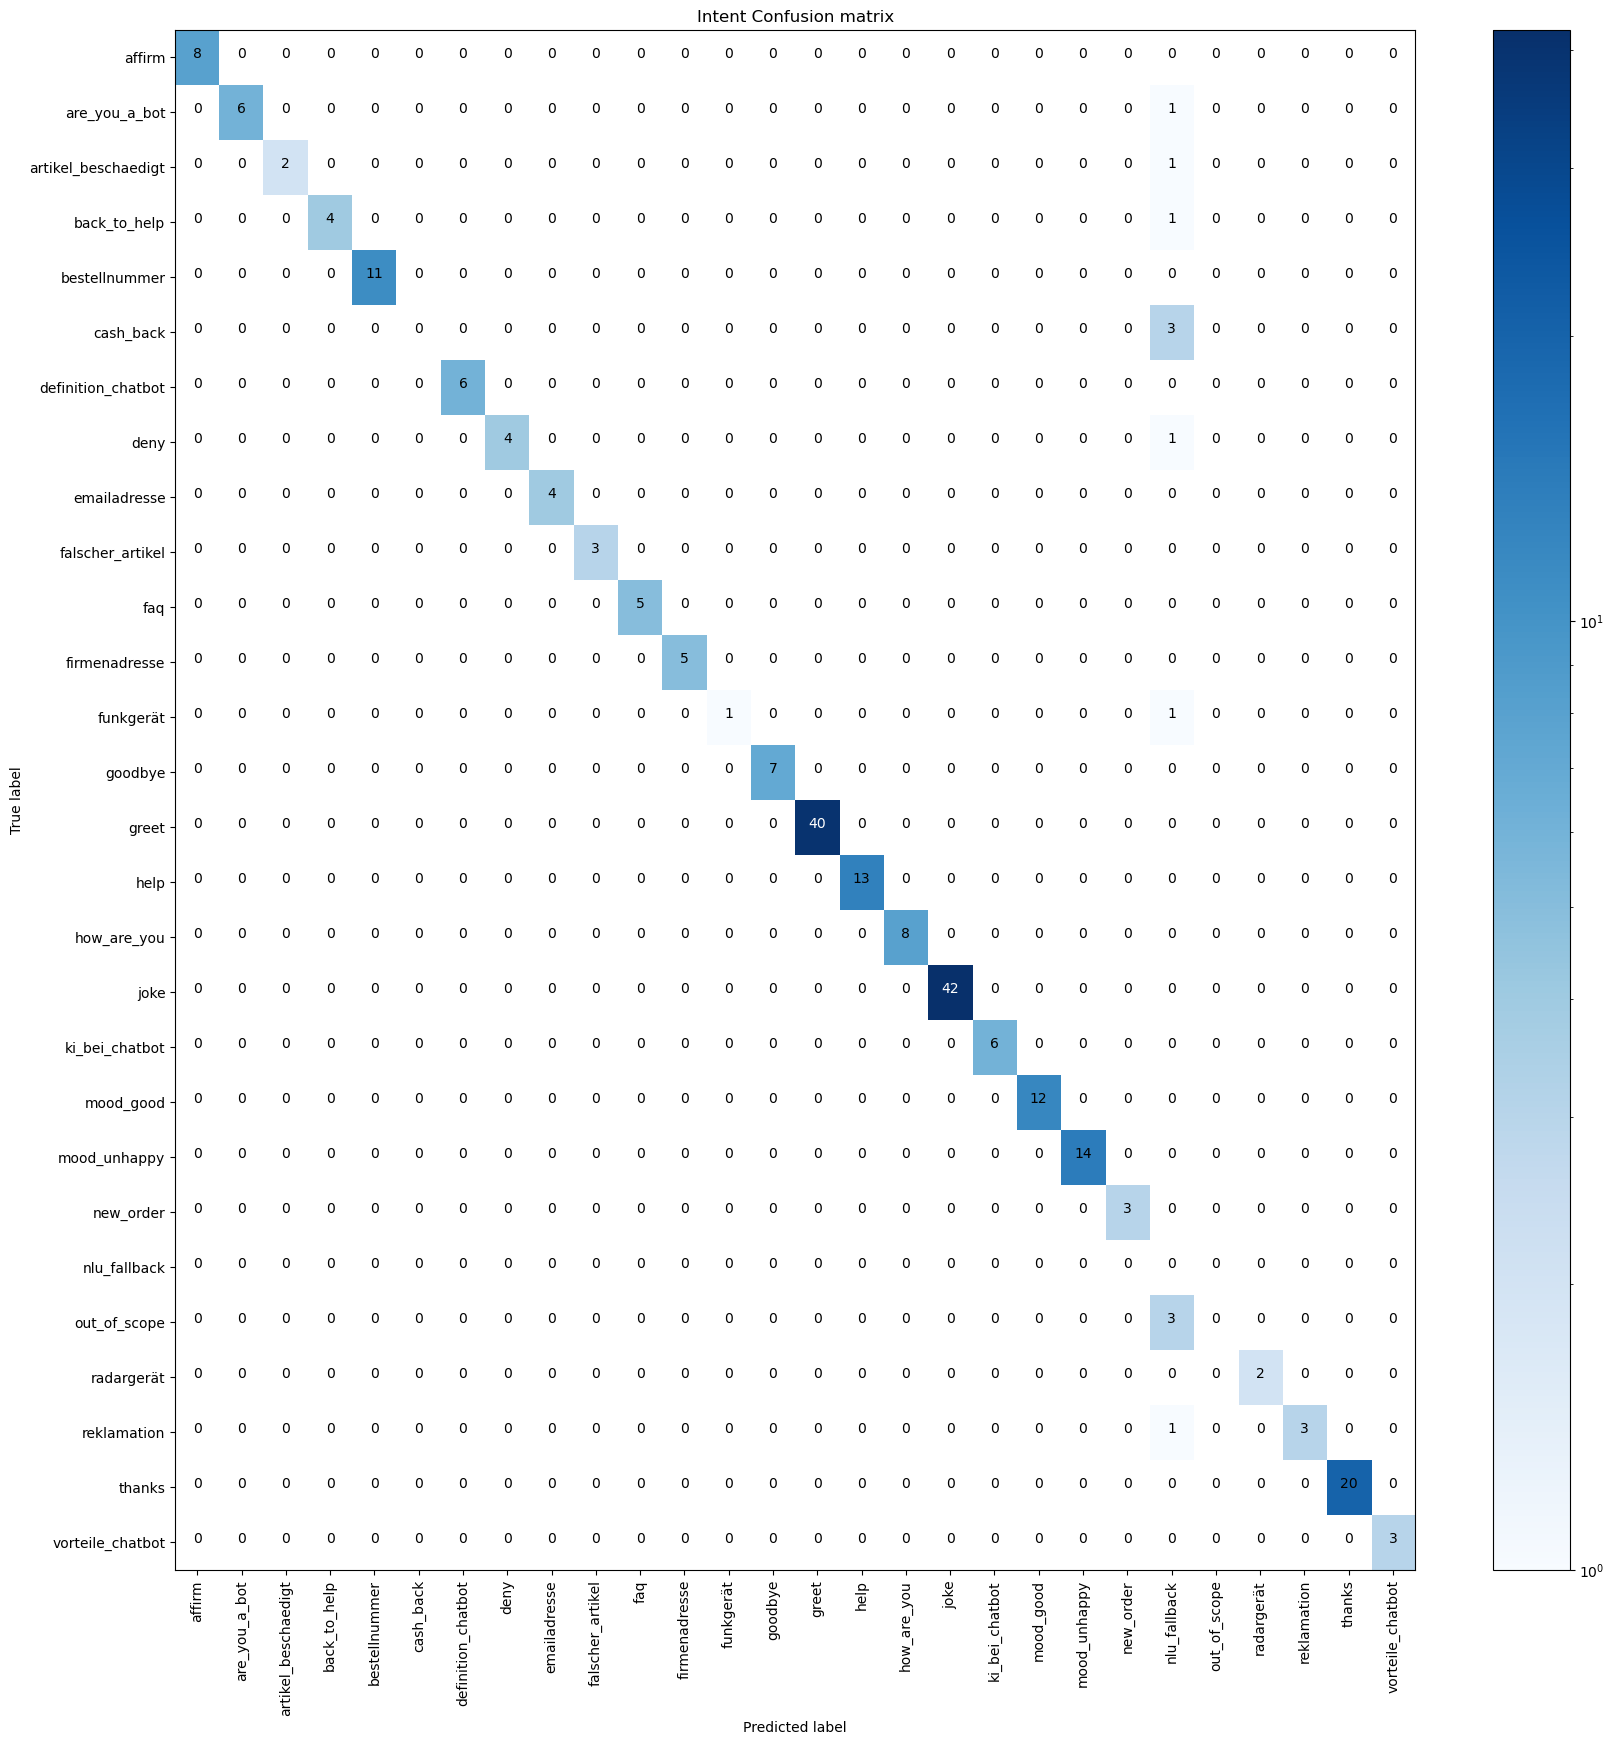 Intent Confusion matrix
affirm 8 0 0 0 0 0 0 0 0 0 0 0 0 0 0 0 0 0 0 0 0 0 0 0 0 0 0 0
are_you_a_bot 0 6 0 0 0 0 0 0 0 0 0 0 0 0 0 0 0 0 0 0 0 0 1 0 0 0 0 0
artikel_beschaedigt 0 0 2 0 0 0 0 0 0 0 0 0 0 0 0 0 0 0 0 0 0 0 1 0 0 0 0 0
back_to_help 0 0 0 4 0 0 0 0 0 0 0 0 0 0 0 0 0 0 0 0 0 0 1 0 0 0 0 0
bestellnummer 0 0 0 0 11 0 0 0 0 0 0 0 0 0 0 0 0 0 0 0 0 0 0 0 0 0 0 0
cash_back 0 0 0 0 0 0 0 0 0 0 0 0 0 0 0 0 0 0 0 0 0 0 3 0 0 0 0 0
definition_chatbot 0 0 0 0 0 0 6 0 0 0 0 0 0 0 0 0 0 0 0 0 0 0 0 0 0 0 0 0
deny 0 0 0 0 0 0 0 4 0 0 0 0 0 0 0 0 0 0 0 0 0 0 1 0 0 0 0 0
emailadresse 0 0 0 0 0 0 0 0 4 0 0 0 0 0 0 0 0 0 0 0 0 0 0 0 0 0 0 0
falscher_artikel 0 0 0 0 0 0 0 0 0 3 0 0 0 0 0 0 0 0 0 0 0 0 0 0 0 0 0 0
faq 0 0 0 0 0 0 0 0 0 0 5 0 0 0 0 0 0 0 0 0 0 0 0 0 0 0 0 0
firmenadresse 0 0 0 0 0 0 0 0 0 0 0 5 0 0 0 0 0 0 0 0 0 0 0 0 0 0 0 0
funkgerät 0 0 0 0 0 0 0 0 0 0 0 0 1 0 0 0 0 0 0 0 0 0 1 0 0 0 0 0
goodbye 0 0 0 0 0 0 0 0 0 0 0 0 0 7 0 0 0 0 0 0 0 0 0 0 0 0 0 0
greet 0 0 0 0 0 0 0 0 0 0 0 0 0 0 40 0 0 0 0 0 0 0 0 0 0 0 0 0
help 0 0 0 0 0 0 0 0 0 0 0 0 0 0 0 13 0 0 0 0 0 0 0 0 0 0 0 0
how_are_you 0 0 0 0 0 0 0 0 0 0 0 0 0 0 0 0 8 0 0 0 0 0 0 0 0 0 0 0
joke 0 0 0 0 0 0 0 0 0 0 0 0 0 0 0 0 0 42 0 0 0 0 0 0 0 0 0 0
ki_bei_chatbot 0 0 0 0 0 0 0 0 0 0 0 0 0 0 0 0 0 0 6 0 0 0 0 0 0 0 0 0
mood_good 0 0 0 0 0 0 0 0 0 0 0 0 0 0 0 0 0 0 0 12 0 0 0 0 0 0 0 0
mood_unhappy 0 0 0 0 0 0 0 0 0 0 0 0 0 0 0 0 0 0 0 0 14 0 0 0 0 0 0 0
new_order 0 0 0 0 0 0 0 0 0 0 0 0 0 0 0 0 0 0 0 0 0 3 0 0 0 0 0 0
nlu_fallback 0 0 0 0 0 0 0 0 0 0 0 0 0 0 0 0 0 0 0 0 0 0 0 0 0 0 0 0
out_of_scope 0 0 0 0 0 0 0 0 0 0 0 0 0 0 0 0 0 0 0 0 0 0 3 0 0 0 0 0
radargerät 0 0 0 0 0 0 0 0 0 0 0 0 0 0 0 0 0 0 0 0 0 0 0 0 2 0 0 0
reklamation 0 0 0 0 0 0 0 0 0 0 0 0 0 0 0 0 0 0 0 0 0 0 1 0 0 3 0 0
thanks 0 0 0 0 0 0 0 0 0 0 0 0 0 0 0 0 0 0 0 0 0 0 0 0 0 0 20 0
vorteile_chatbot 0 0 0 0 0 0 0 0 0 0 0 0 0 0 0 0 0 0 0 0 0 0 0 0 0 0 0 3
True label
affirm
are_you_a_bot
artikel_beschaedigt
back_to_help
bestellnummer
cash_back
definition_chatbot
deny
emailadresse
falscher_artikel
faq
firmenadresse
funkgerät
goodbye
greet
help
how_are_you
joke
ki_bei_chatbot
mood_good
mood_unhappy
new_order
nlu_fallback
out_of_scope
radargerät
reklamation
thanks
vorteile_chatbot
Predicted label
10¹
10⁰